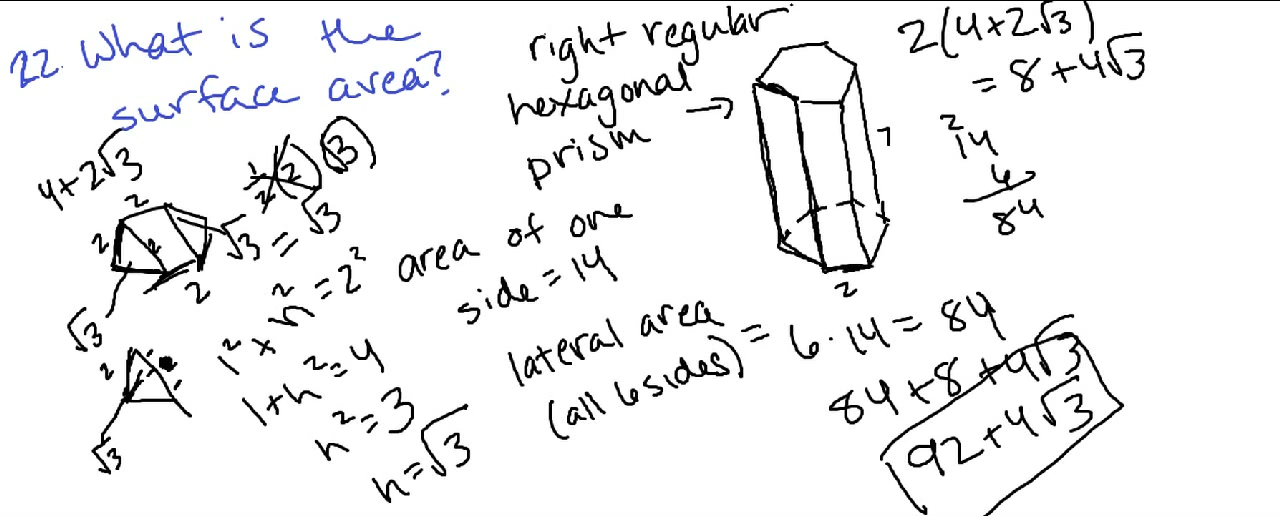 22. What is the
surface area?
right regular
hexagonal
prism →
7
2
2(4+2√3)
= 8+4√3
2
14
6
84
4+2√3
2
2
2
√3
√3
1/2(2)(√3)
= √3
1² + h² = 2²
1+h² = 4
h² = 3
h = √3
2
√3
area of one
side = 14
lateral area
(all 6 sides) = 6·14 = 84
84+8+4√3
92+4√3